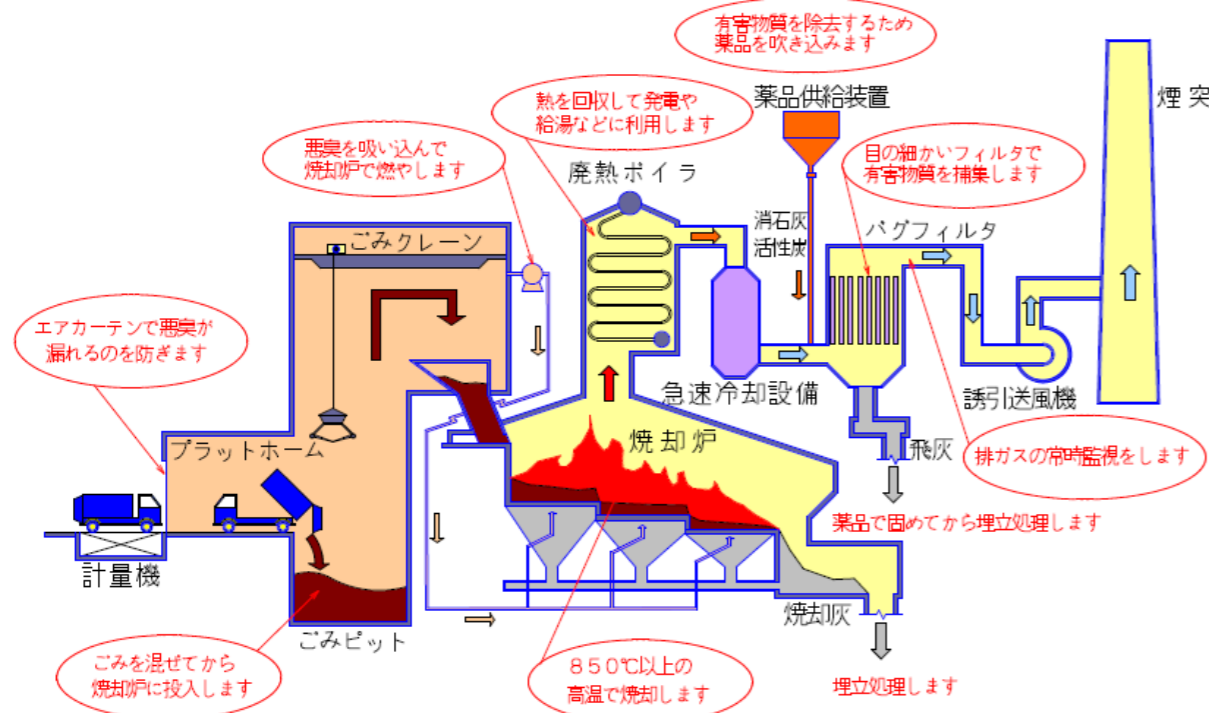 有害物質を除去するため
薬品を吹き込みます
煙突
薬品供給装置
熱を回収して発電や
給湯などに利用します
悪臭を吸い込んで
焼却炉で燃やします
目の細かいフィルタで
有害物質を捕集します
廃熱ボイラ
消石灰
活性炭
バグフィルタ
ごみクレーン
エアカーテンで悪臭が
漏れるのを防ぎます
急速冷却設備
誘引送風機
プラットホーム
焼却炉
飛灰
排ガスの常時監視をします
薬品で固めてから埋立処理します
計量機
焼却灰
ごみピット
ごみを混ぜてから
焼却炉に投入します
850℃以上の
高温で焼却します
埋立処理します